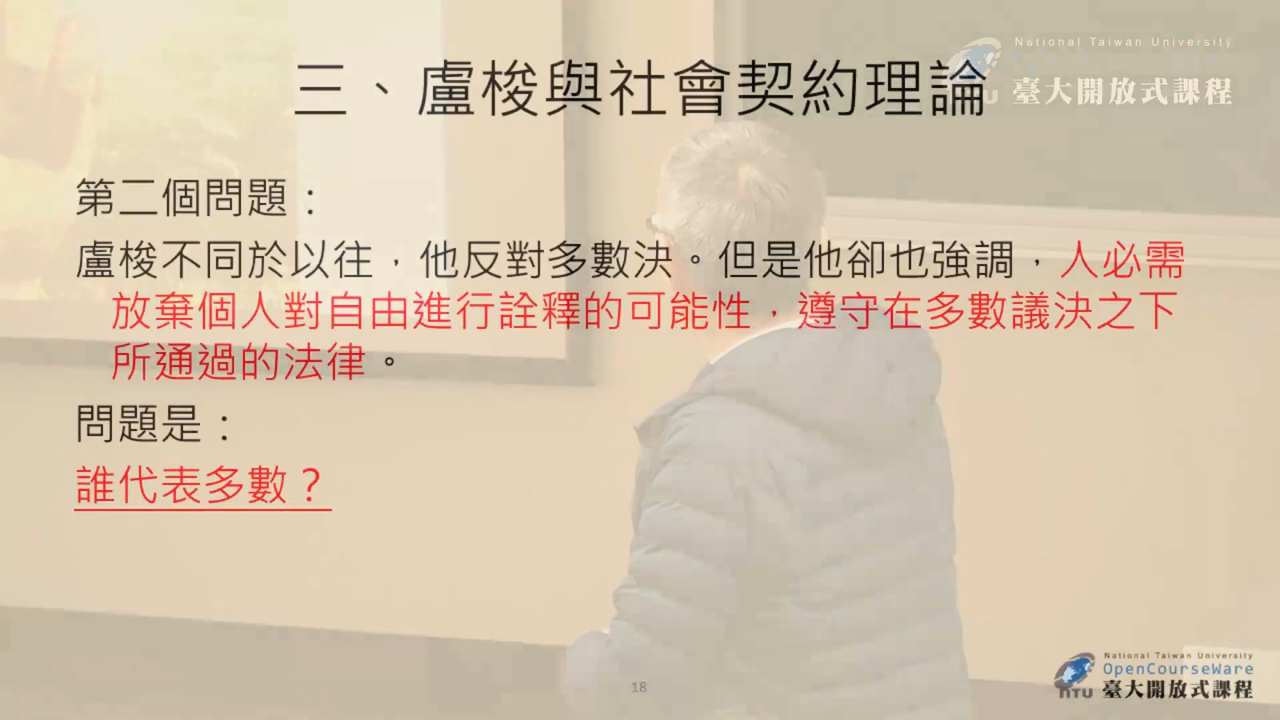 National Taiwan University
臺大開放式課程
三、盧梭與社會契約理論
第二個問題：
盧梭不同於以往，他反對多數決。但是他卻也強調，人必需
放棄個人對自由進行詮釋的可能性，遵守在多數議決之下
所通過的法律。
問題是：
誰代表多數？
18
National Taiwan University
OpenCourseWare
NTU 臺大開放式課程